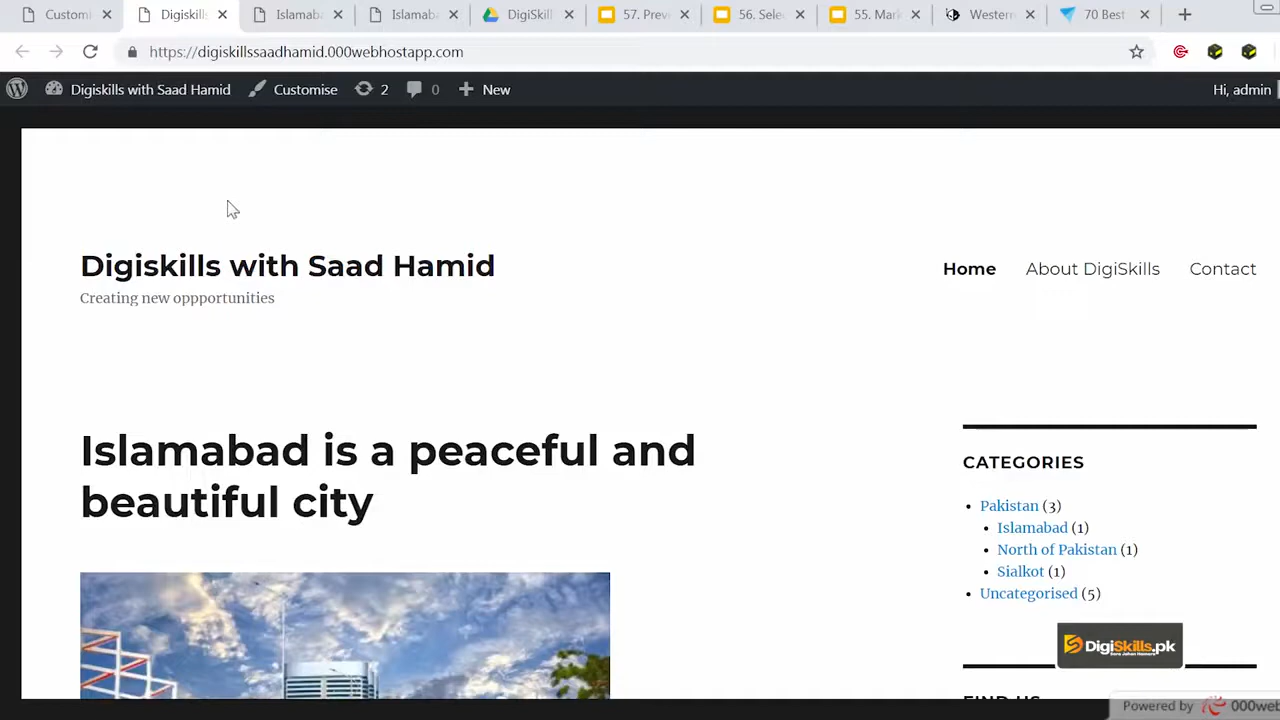 Custom
Digiskills
Islamab
Islamab
DigiSkill
57. Prev
56. Sele
55. Mark
Western
70 Best
https://digiskillssaadhamid.000webhostapp.com
Digiskills with Saad Hamid
Customise
2
0
New
Hi, admin
Digiskills with Saad Hamid
Creating new oppportunities
Home
About DigiSkills
Contact
Islamabad is a peaceful and
beautiful city
CATEGORIES
Pakistan (3)
Islamabad (1)
North of Pakistan (1)
Sialkot (1)
Uncategorised (5)
DigiSkills.pk
Powered by 000web